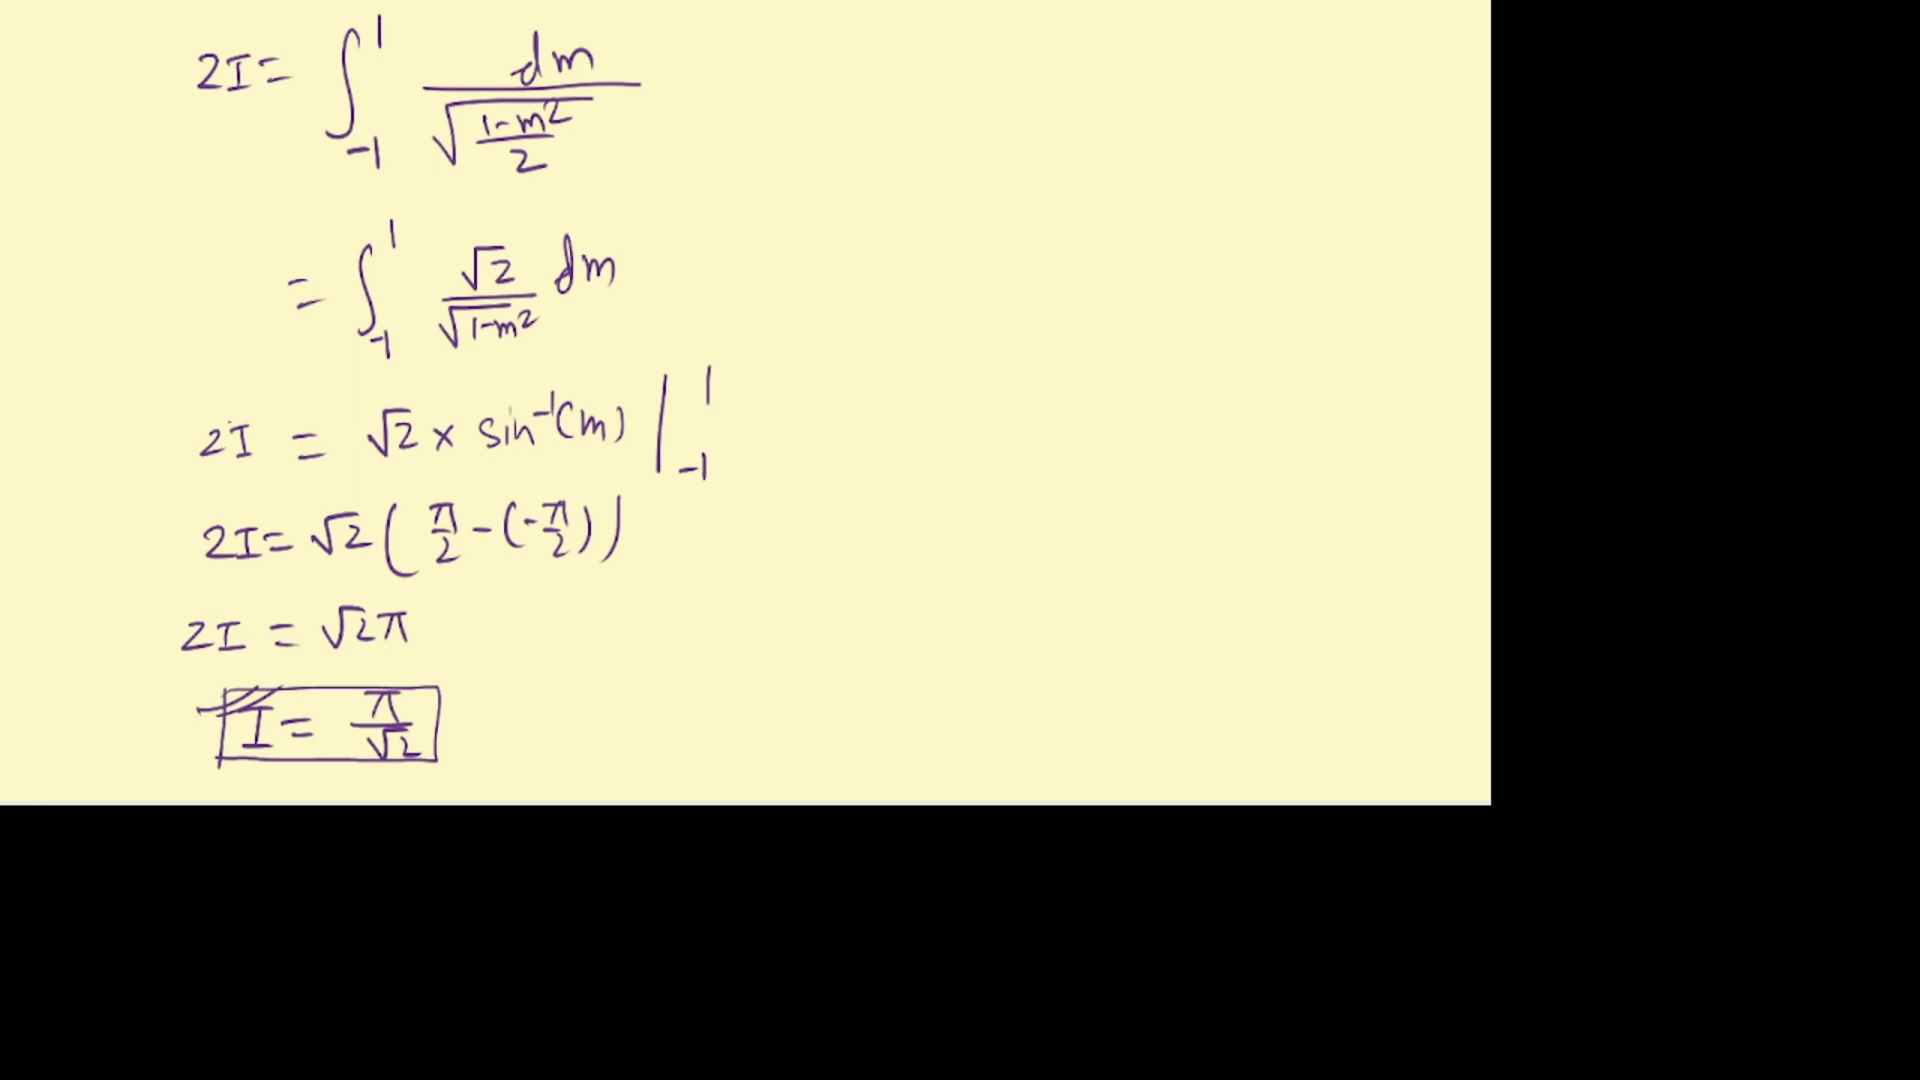 2I = ∫_{-1}^{1} dm / √((1-m²)/2)
= ∫_{-1}^{1} √2/√(1-m²) dm
2I = √2 × sin⁻¹(m) |_{-1}^{1}
2I = √2 ( π/2 - (-π/2) )
2I = √2π
I = π/√2